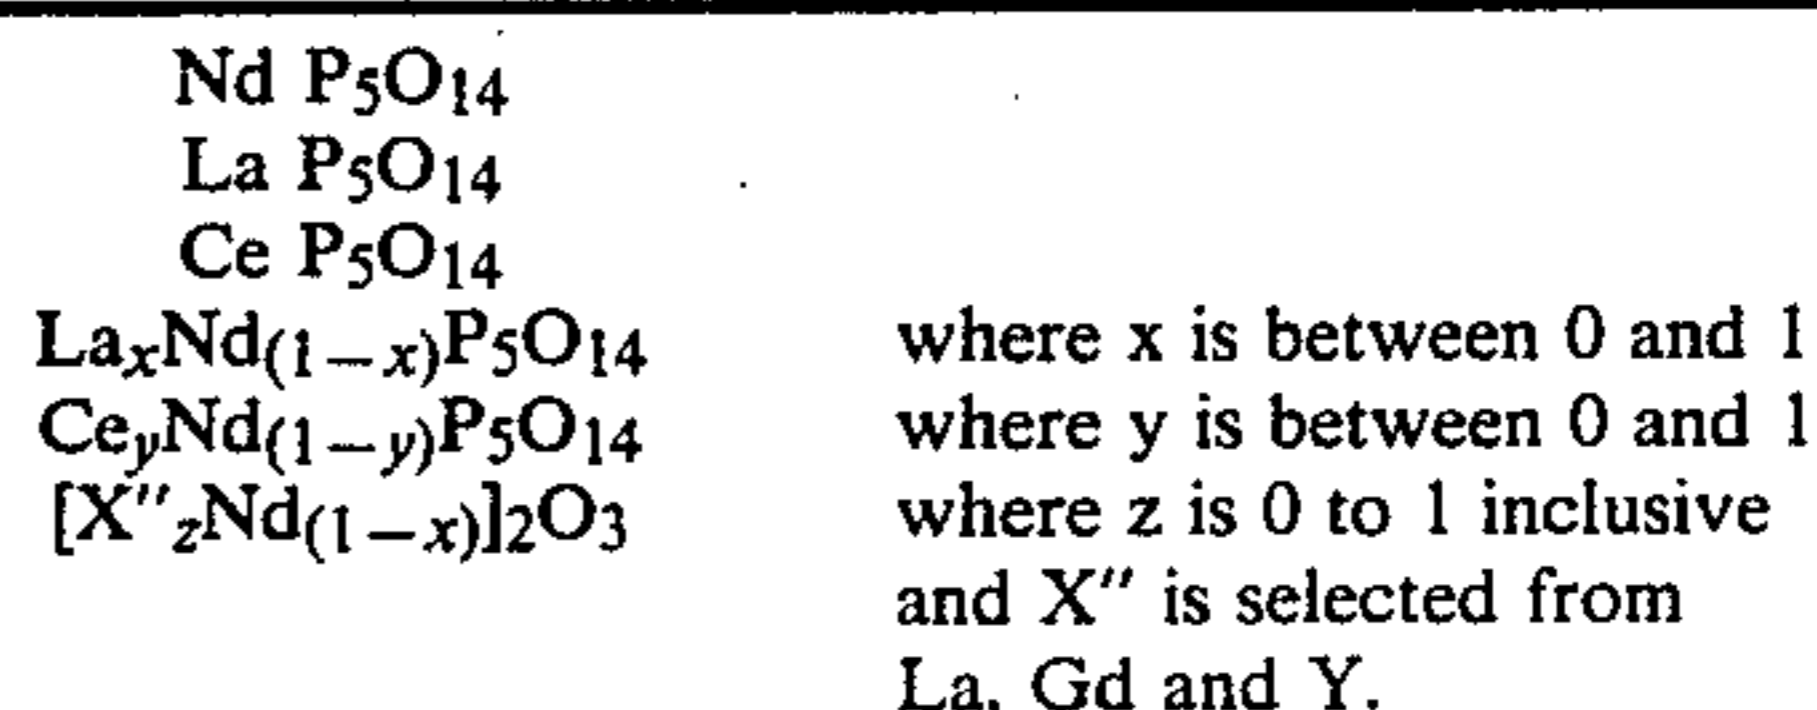 Nd P₅O₁₄
La P₅O₁₄
Ce P₅O₁₄
LaₓNd₍₁₋ₓ₎P₅O₁₄ where x is between 0 and 1
CeyNd(1−y)P₅O₁₄ where y is between 0 and 1
[X″zNd(1−x)]₂O₃ where z is 0 to 1 inclusive
and X″ is selected from
La, Gd and Y.